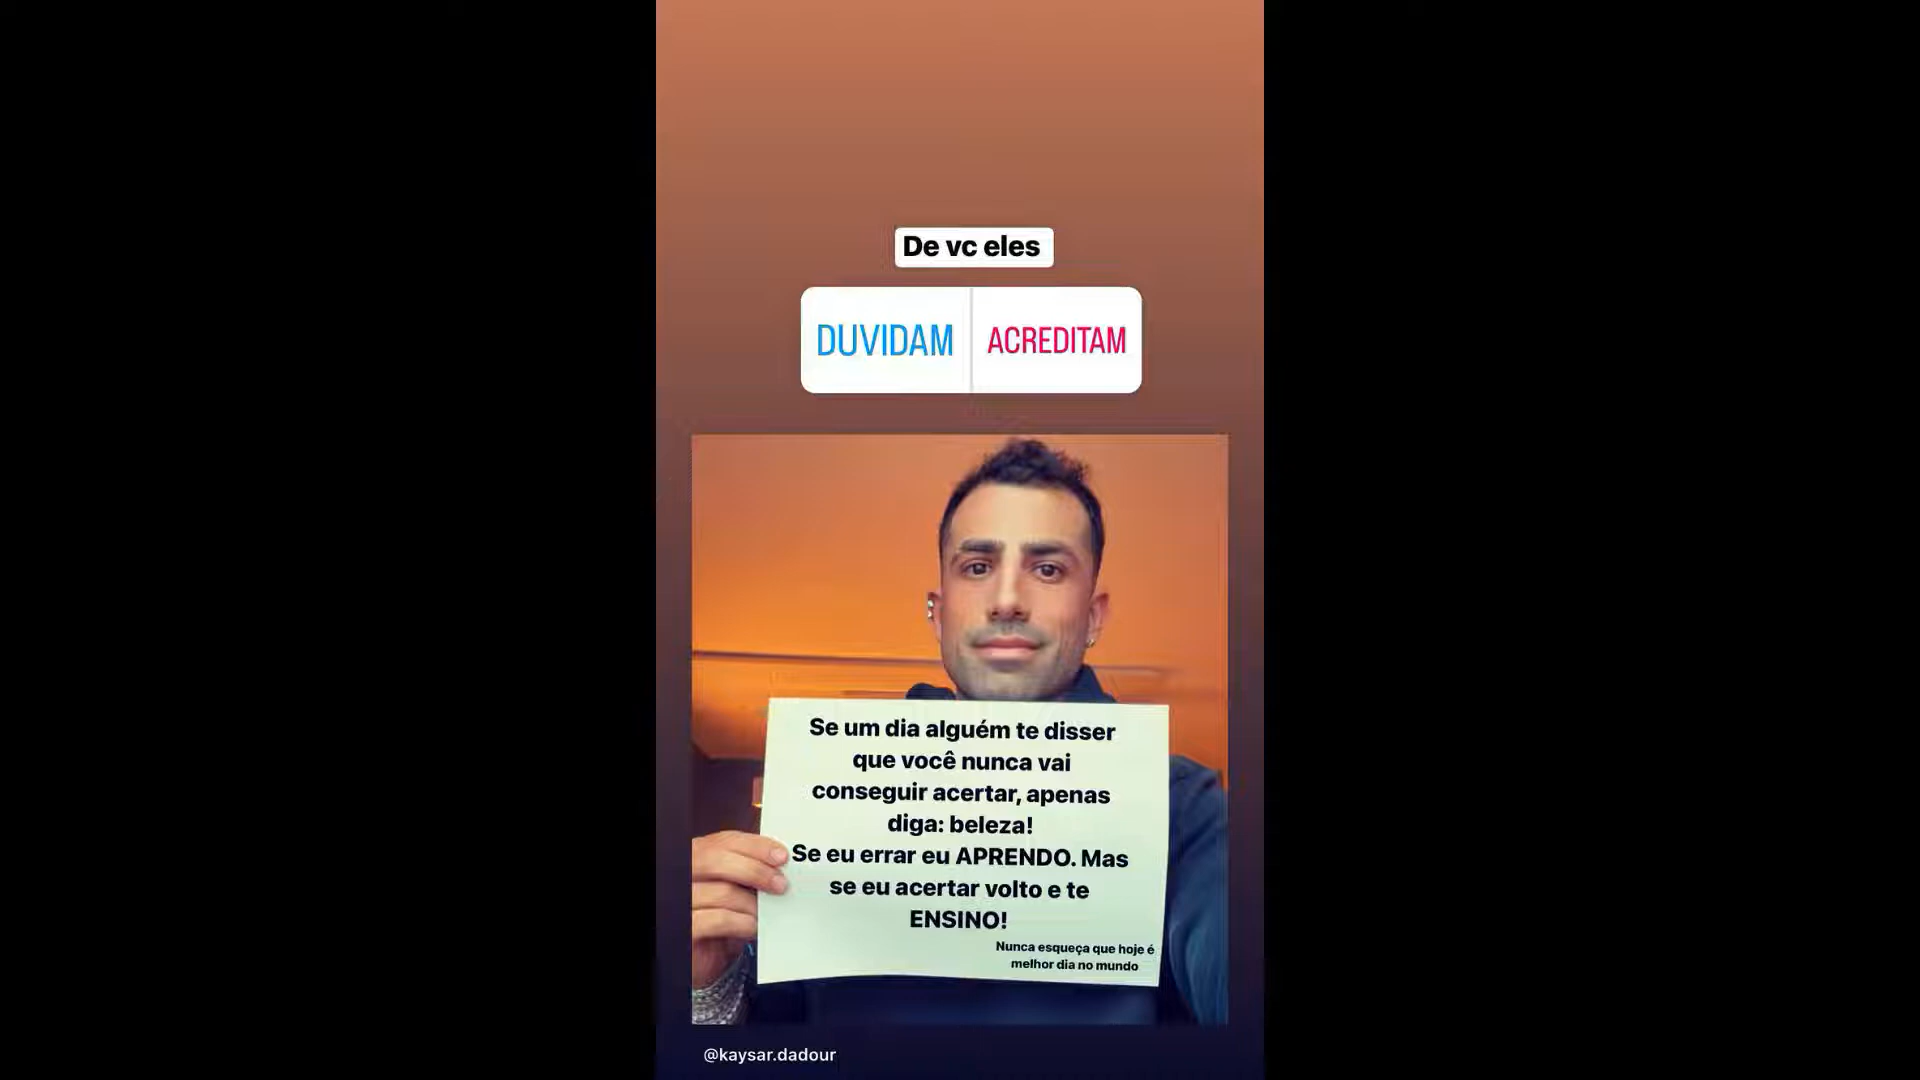 De vc eles
DUVIDAM
ACREDITAM
Se um dia alguém te disser
que você nunca vai
conseguir acertar, apenas
diga: beleza!
Se eu errar eu APRENDO. Mas
se eu acertar volto e te
ENSINO!
Nunca esqueça que hoje é
melhor dia no mundo
@kaysar.dadour